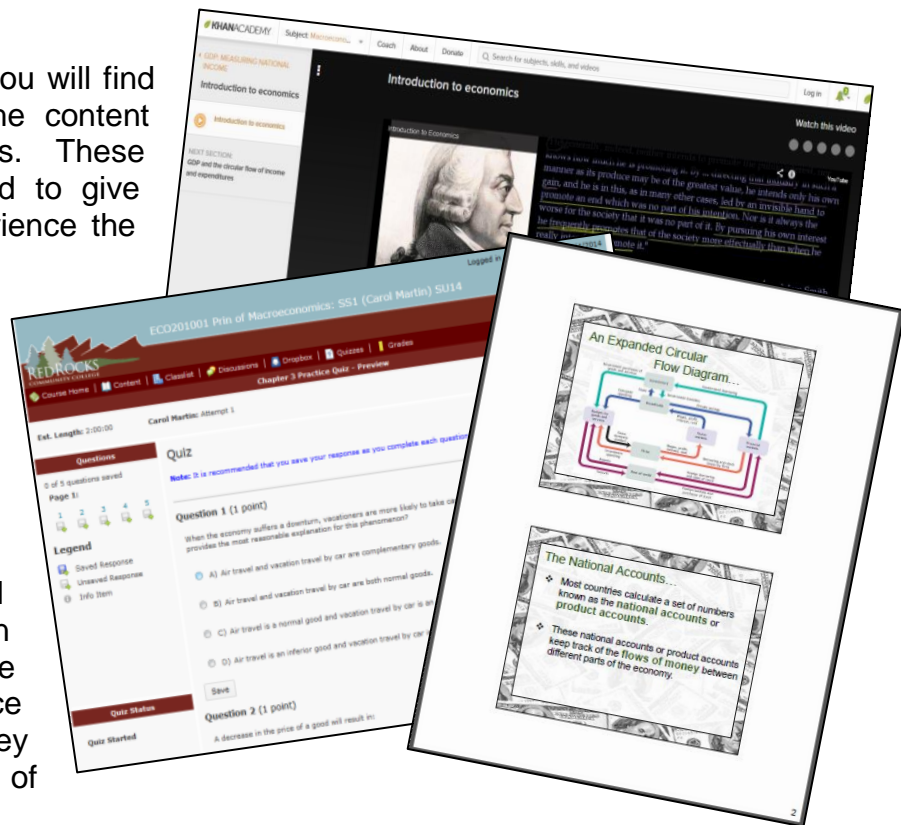 ou will find
ne content
s. These
d to give
rience the
l
n
e
ce
ey
of
KHANACADEMY
Subject: Macroecono...
Coach
About
Donate
Search for subjects, skills, and videos
Log in
GDP: MEASURING NATIONAL
INCOME
Introduction to economics
Introduction to economics
NEXT SECTION:
GDP and the circular flow of income
and expenditures
Introduction to economics
Watch this video
Introduction to Economics
YouTube
manner as its produce may be of the greatest value, he intends only his own
gain, and he is in this, as in many other cases, led by an invisible hand to
promote an end which was no part of his intention. Nor is it always the
worse for the society that it was no part of it. By pursuing his own interest
he frequently promotes that of the society more effectually than when he
really mote it."
Smith
/2014
Logged in
ECO201001 Prin of Macroeconomics: SS1 (Carol Martin) SU14
REDROCKS
COMMUNITY COLLEGE
Course Home | Content | Classlist | Discussions | Dropbox | Quizzes | Grades
Chapter 3 Practice Quiz - Preview
Est. Length: 2:00:00
Carol Martin: Attempt 1
Questions
0 of 5 questions saved
Page 1:
1 2 3 4 5
Legend
Saved Response
Unsaved Response
Info Item
Quiz Status
Quiz Started
Quiz
Note: It is recommended that you save your response as you complete each question
Question 1 (1 point)
When the economy suffers a downturn, vacationers are more likely to take ca
provides the most reasonable explanation for this phenomenon?
A) Air travel and vacation travel by car are complementary goods.
B) Air travel and vacation travel by car are both normal goods.
C) Air travel is a normal good and vacation travel by car is an
D) Air travel is an inferior good and vacation travel by car
Save
Question 2 (1 point)
A decrease in the price of a good will result in:
An Expanded Circular
Flow Diagram...
The National Accounts...
Most countries calculate a set of numbers
known as the national accounts or
product accounts.
These national accounts or product accounts
keep track of the flows of money between
different parts of the economy.
2